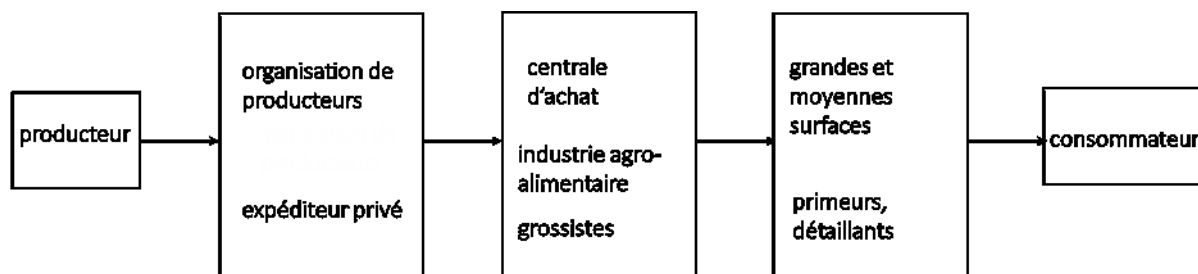 producteur
organisation de
producteurs
expéditeur privé
centrale
d'achat
industrie agro-
alimentaire
grossistes
grandes et
moyennes
surfaces
primeurs,
détaillants
consommateur